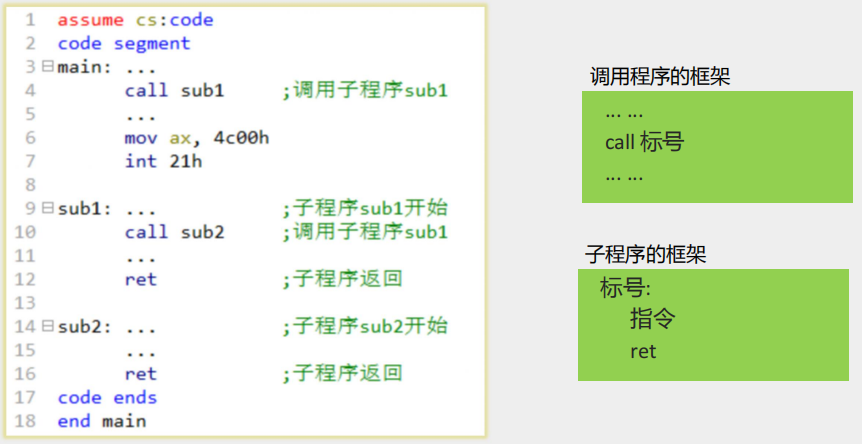 1 assume cs:code
2 code segment
3 main: ...
4 call sub1 ;调用子程序sub1
5 ...
6 mov ax, 4c00h
7 int 21h
8
9 sub1: ... ;子程序sub1开始
10 call sub2 ;调用子程序sub1
11 ...
12 ret ;子程序返回
13
14 sub2: ... ;子程序sub2开始
15 ...
16 ret ;子程序返回
17 code ends
18 end main
调用程序的框架
... ...
call 标号
... ...
子程序的框架
标号:
指令
ret